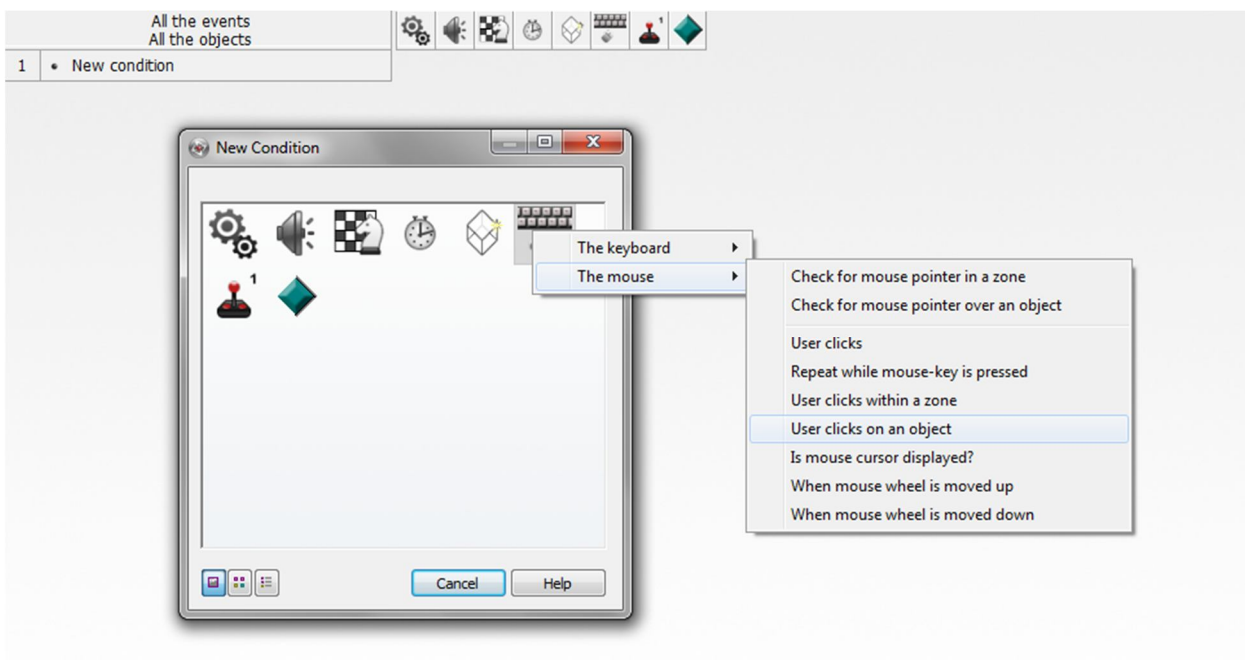 All the events
All the objects
1
1 • New condition
New Condition
1
The keyboard
The mouse
Check for mouse pointer in a zone
Check for mouse pointer over an object
User clicks
Repeat while mouse-key is pressed
User clicks within a zone
User clicks on an object
Is mouse cursor displayed?
When mouse wheel is moved up
When mouse wheel is moved down
Cancel Help